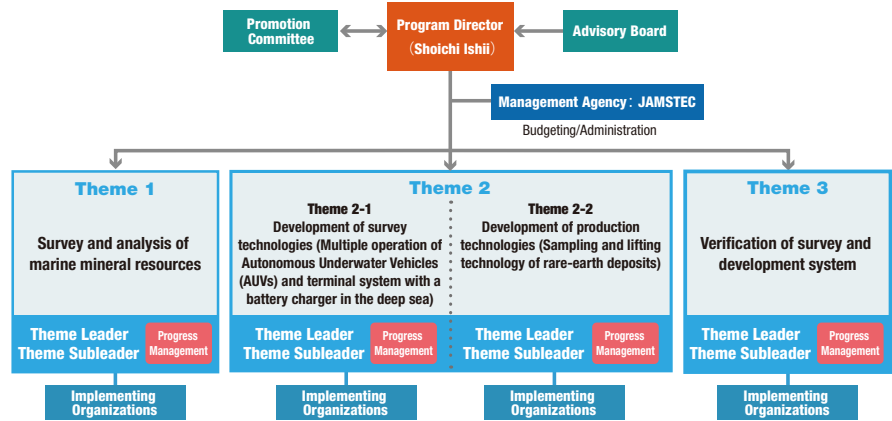 Promotion
Committee
Program Director
（Shoichi Ishii）
Advisory Board
Management Agency：JAMSTEC
Budgeting/Administration
Theme 1
Survey and analysis of
marine mineral resources
Theme Leader
Theme Subleader
Progress
Management
Implementing
Organizations
Theme 2
Theme 2-1
Development of survey
technologies (Multiple operation of
Autonomous Underwater Vehicles
(AUVs) and terminal system with a
battery charger in the deep sea)
Theme Leader
Theme Subleader
Progress
Management
Implementing
Organizations
Theme 2-2
Development of production
technologies (Sampling and lifting
technology of rare-earth deposits)
Theme Leader
Theme Subleader
Progress
Management
Implementing
Organizations
Theme 3
Verification of survey and
development system
Theme Leader
Theme Subleader
Progress
Management
Implementing
Organizations